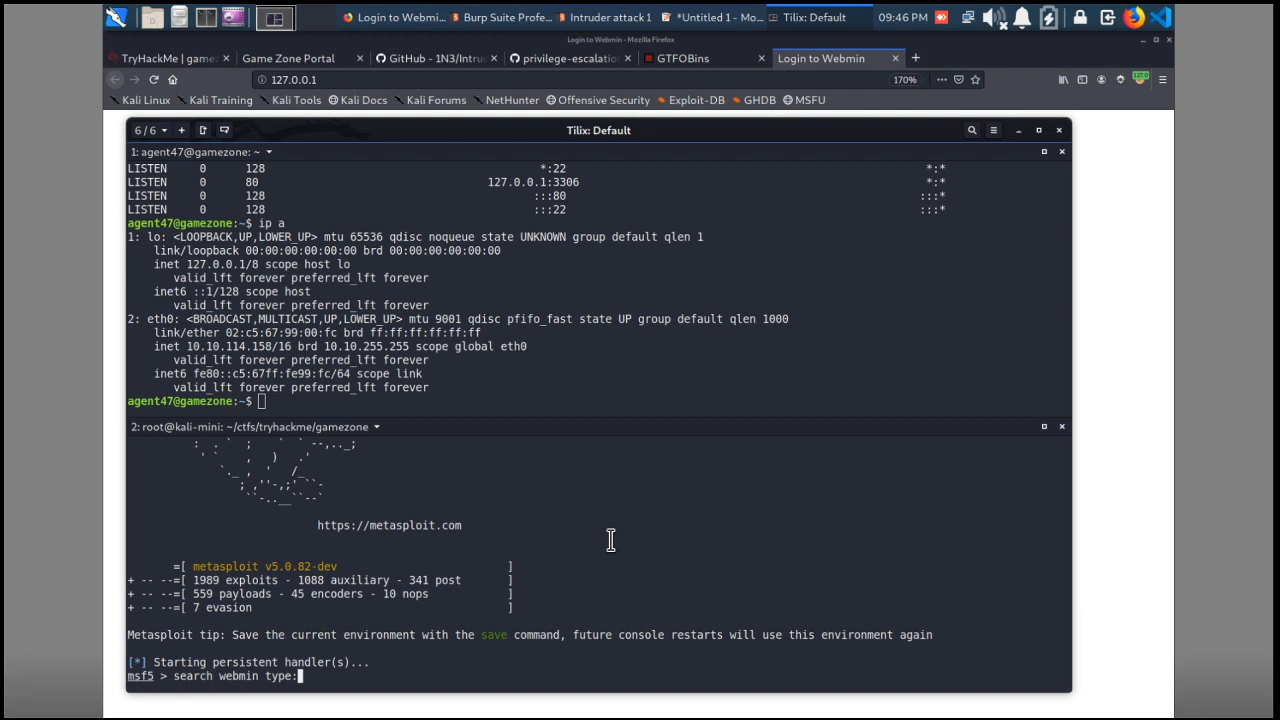 Login to Webmi... Burp Suite Profe... Intruder attack 1 *Untitled 1 - Mo... Tilix: Default 09:46 PM
Login to Webmin - Mozilla Firefox
TryHackMe | game Game Zone Portal GitHub - 1N3/Intru privilege-escalatio GTFOBins Login to Webmin
127.0.0.1 170%
Kali Linux Kali Training Kali Tools Kali Docs Kali Forums NetHunter Offensive Security Exploit-DB GHDB MSFU
6/6 Tilix: Default
1: agent47@gamezone: ~
LISTEN 0 128 *:22 *:*
LISTEN 0 80 127.0.0.1:3306 *:*
LISTEN 0 128 :::80 :::*
LISTEN 0 128 :::22 :::*
agent47@gamezone:~$ ip a
1: lo: <LOOPBACK,UP,LOWER_UP> mtu 65536 qdisc noqueue state UNKNOWN group default qlen 1
link/loopback 00:00:00:00:00:00 brd 00:00:00:00:00:00
inet 127.0.0.1/8 scope host lo
valid_lft forever preferred_lft forever
inet6 ::1/128 scope host
valid_lft forever preferred_lft forever
2: eth0: <BROADCAST,MULTICAST,UP,LOWER_UP> mtu 9001 qdisc pfifo_fast state UP group default qlen 1000
link/ether 02:c5:67:99:00:fc brd ff:ff:ff:ff:ff:ff
inet 10.10.114.158/16 brd 10.10.255.255 scope global eth0
valid_lft forever preferred_lft forever
inet6 fe80::c5:67ff:fe99:fc/64 scope link
valid_lft forever preferred_lft forever
agent47@gamezone:~$
2: root@kali-mini: ~/ctfs/tryhackme/gamezone
https://metasploit.com
=[ metasploit v5.0.82-dev ]
+ -- --=[ 1989 exploits - 1088 auxiliary - 341 post ]
+ -- --=[ 559 payloads - 45 encoders - 10 nops ]
+ -- --=[ 7 evasion ]
Metasploit tip: Save the current environment with the save command, future console restarts will use this environment again
[*] Starting persistent handler(s)...
msf5 > search webmin type: